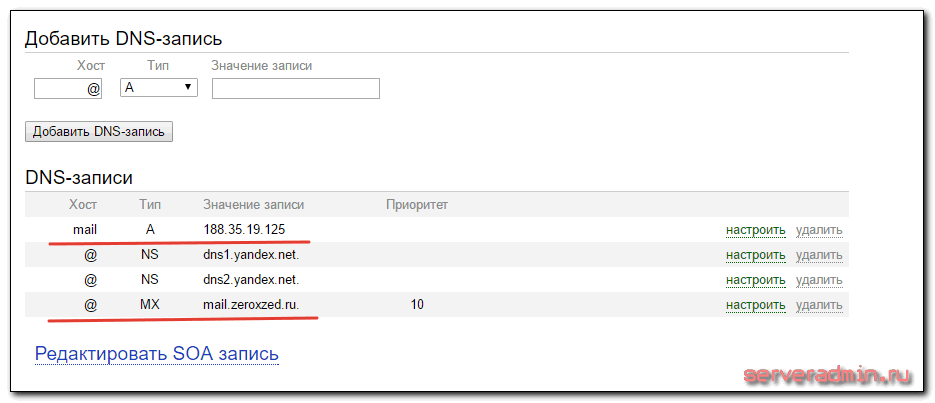 Добавить DNS-запись
Хост Тип Значение записи
@ A
Добавить DNS-запись
DNS-записи
Хост Тип Значение записи Приоритет
mail A 188.35.19.125 настроить удалить
@ NS dns1.yandex.net. настроить удалить
@ NS dns2.yandex.net. настроить удалить
@ MX mail.zeroxzed.ru. 10 настроить удалить
Редактировать SOA запись
serveradmin.ru